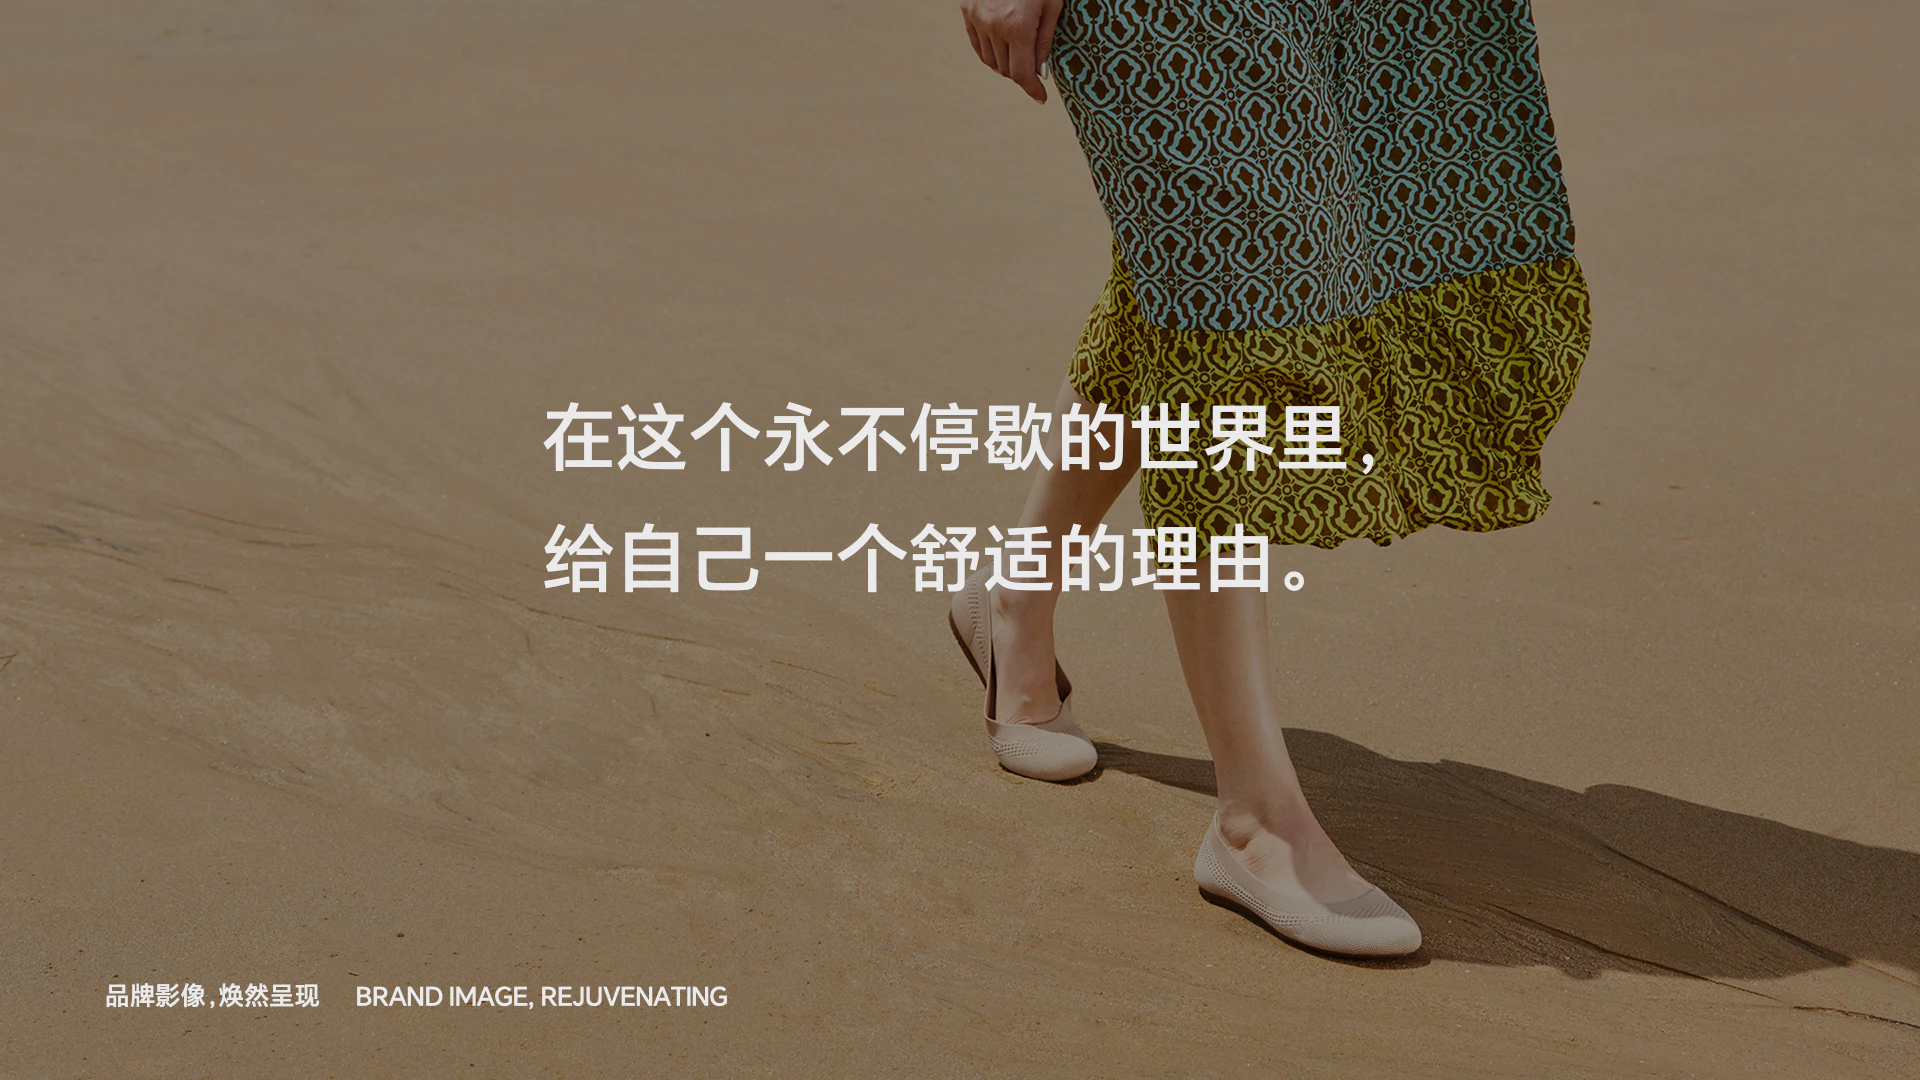 在这个永不停歇的世界里，
给自己一个舒适的理由。
品牌影像，焕然呈现 BRAND IMAGE, REJUVENATING